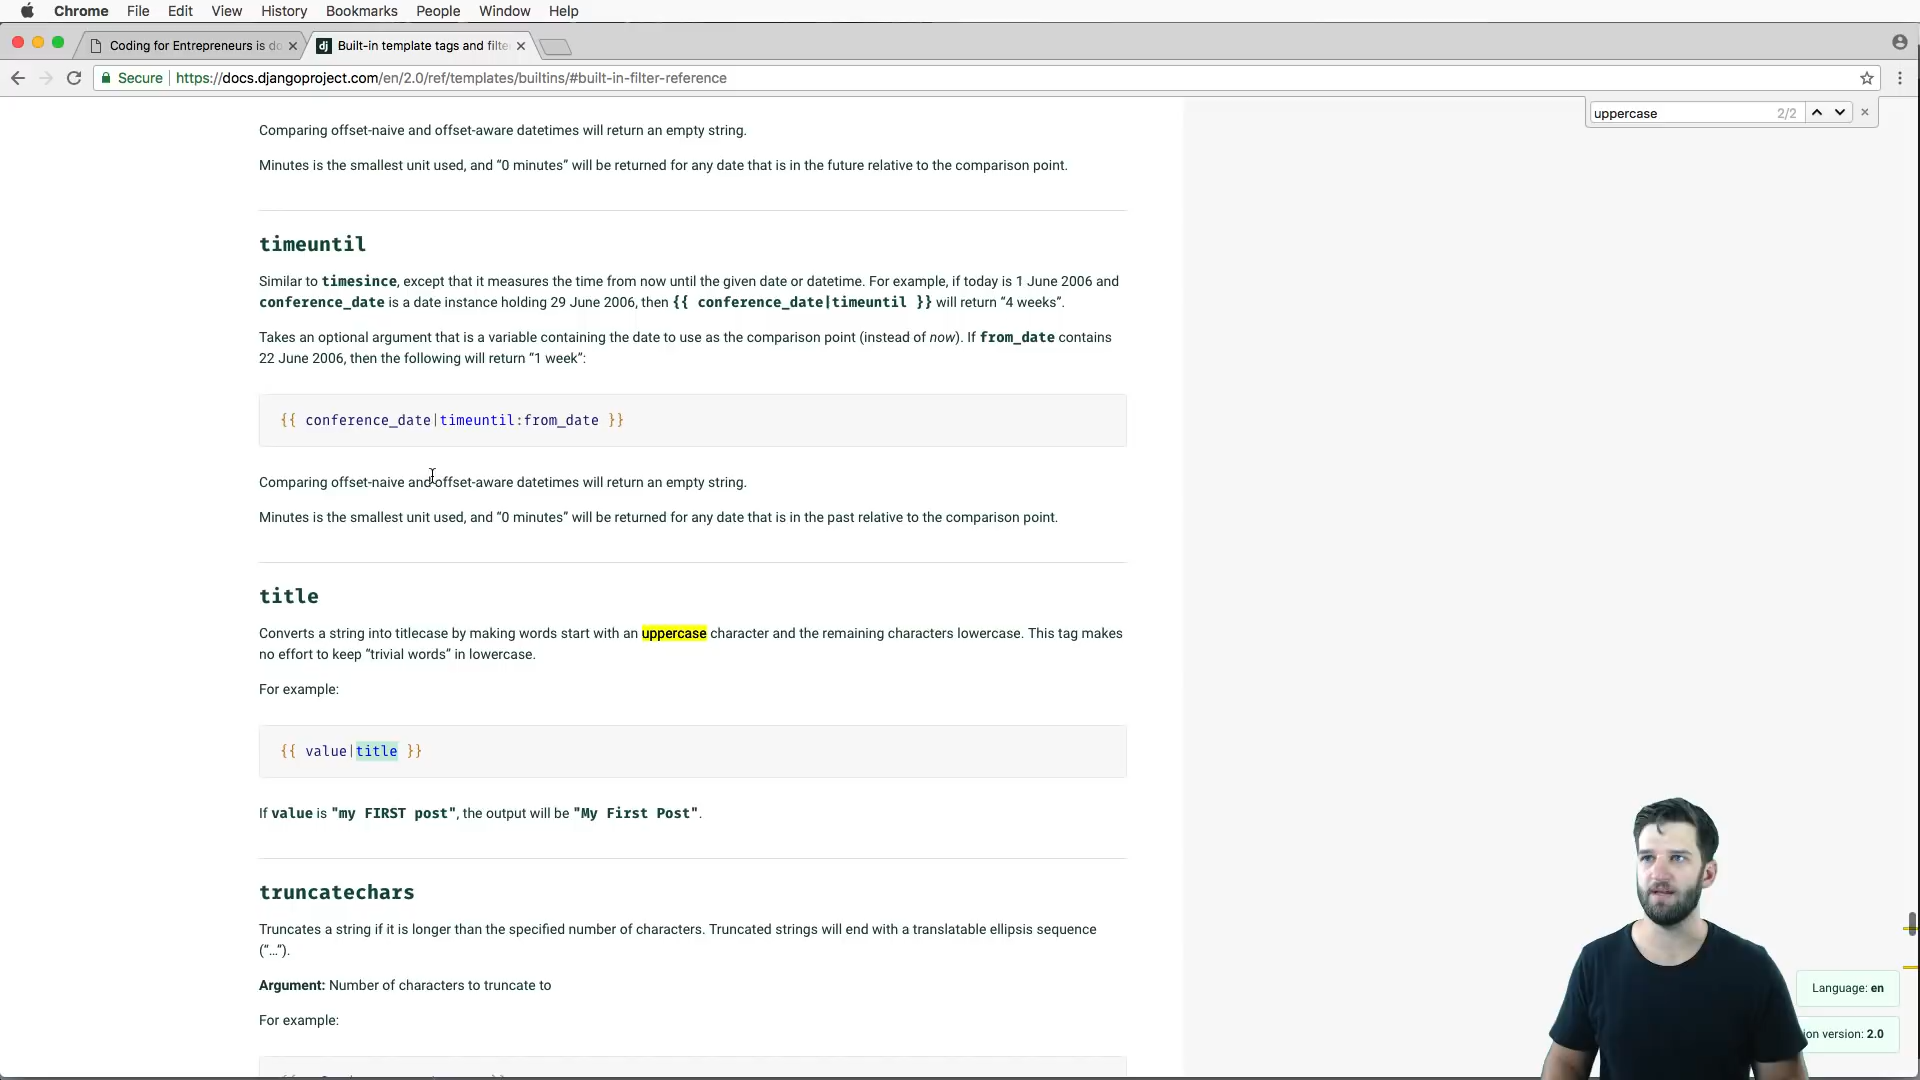 Chrome File Edit View History Bookmarks People Window Help
Coding for Entrepreneurs is do
dj Built-in template tags and filte
Secure https://docs.djangoproject.com/en/2.0/ref/templates/builtins/#built-in-filter-reference
uppercase 2/2
Comparing offset-naive and offset-aware datetimes will return an empty string.
Minutes is the smallest unit used, and “0 minutes” will be returned for any date that is in the future relative to the comparison point.
timeuntil
Similar to timesince, except that it measures the time from now until the given date or datetime. For example, if today is 1 June 2006 and
conference_date is a date instance holding 29 June 2006, then {{ conference_date|timeuntil }} will return “4 weeks”.
Takes an optional argument that is a variable containing the date to use as the comparison point (instead of now). If from_date contains
22 June 2006, then the following will return “1 week”:
{{ conference_date|timeuntil:from_date }}
Comparing offset-naive and offset-aware datetimes will return an empty string.
Minutes is the smallest unit used, and “0 minutes” will be returned for any date that is in the past relative to the comparison point.
title
Converts a string into titlecase by making words start with an uppercase character and the remaining characters lowercase. This tag makes
no effort to keep “trivial words” in lowercase.
For example:
{{ value|title }}
If value is "my FIRST post", the output will be "My First Post".
truncatechars
Truncates a string if it is longer than the specified number of characters. Truncated strings will end with a translatable ellipsis sequence
(“…”).
Argument: Number of characters to truncate to
For example:
Language: en
ion version: 2.0